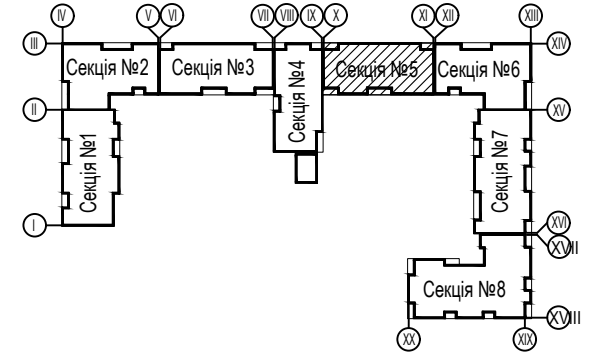 IV V VI VII VIII IX X XI XII XIII
III XIV
Секція №2 Секція №3 Секція №4 Секція №5 Секція №6
II XV
Секція №1 Секція №7
I XVI
XVII
Секція №8
XVIII
XX XIX